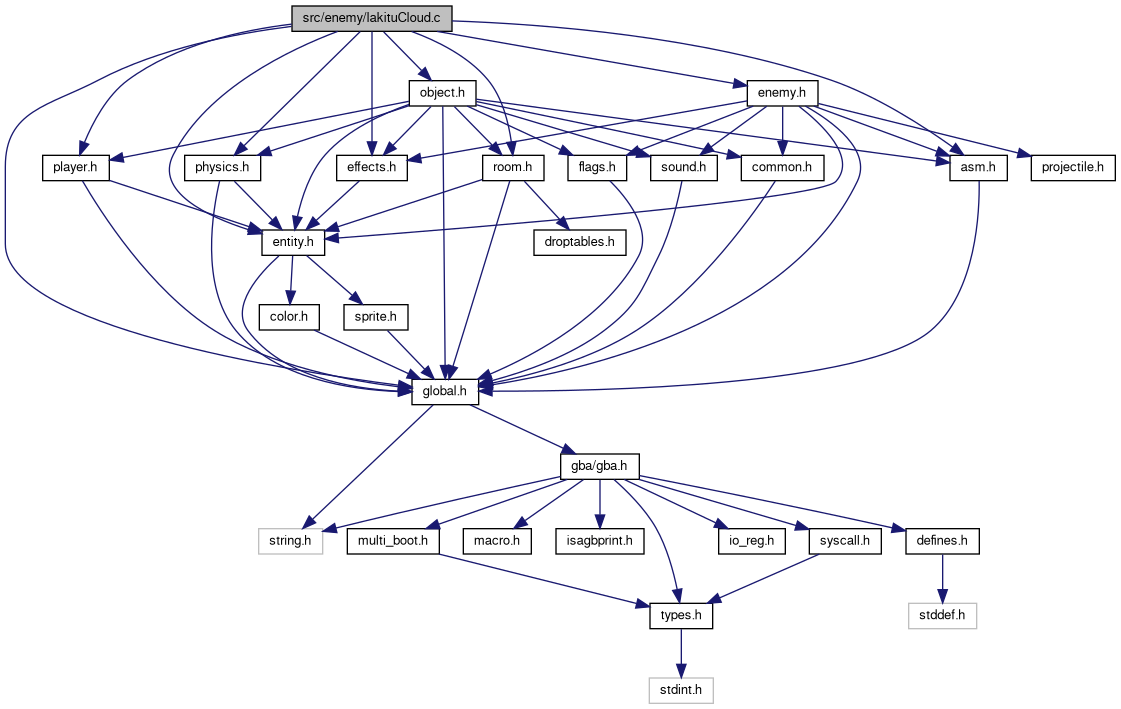 src/enemy/lakituCloud.c
object.h
enemy.h
player.h
physics.h
effects.h
room.h
flags.h
sound.h
common.h
asm.h
projectile.h
entity.h
droptables.h
color.h
sprite.h
global.h
gba/gba.h
string.h
multi_boot.h
macro.h
isagbprint.h
io_reg.h
syscall.h
defines.h
types.h
stddef.h
stdint.h